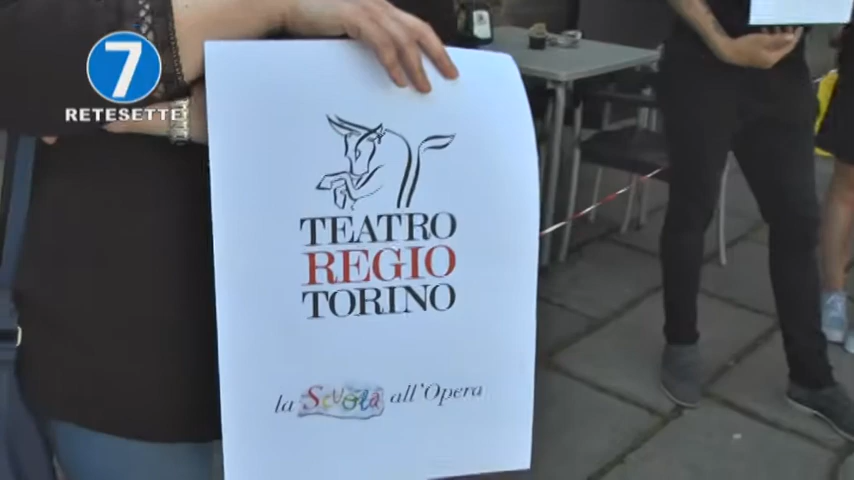 7
RETESETTE
TEATRO
REGIO
TORINO
la Scuola all'Opera